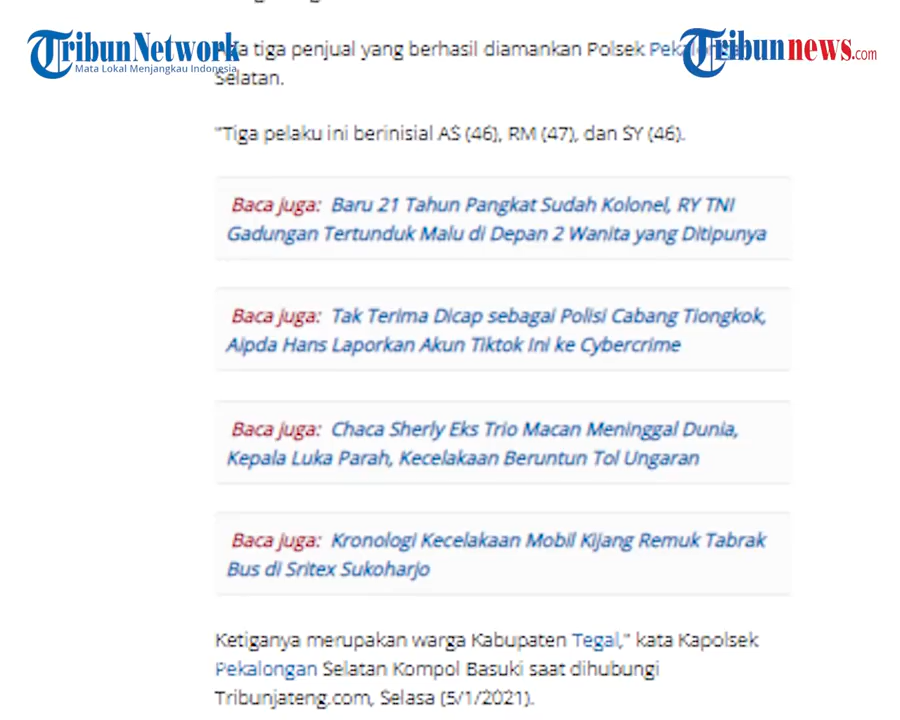 Tribun Network
Mata Lokal Menjangkau Indonesia
Tribunnews.com
tiga penjual yang berhasil diamankan Polsek
Selatan.
"Tiga pelaku ini berinisial AS (46), RM (47), dan SY (46).
Baca juga: Baru 21 Tahun Pangkat Sudah Kolonel, RY TNI
Gadungan Tertunduk Malu di Depan 2 Wanita yang Ditipunya
Baca juga: Tak Terima Dicap sebagai Polisi Cabang Tiongkok,
Aipda Hans Laporkan Akun Tiktok Ini ke Cybercrime
Baca juga: Chaca Sherly Eks Trio Macan Meninggal Dunia,
Kepala Luka Parah, Kecelakaan Beruntun Tol Ungaran
Baca juga: Kronologi Kecelakaan Mobil Kijang Remuk Tabrak
Bus di Sritex Sukoharjo
Ketiganya merupakan warga Kabupaten Tegal," kata Kapolsek
Pekalongan Selatan Kompol Basuki saat dihubungi
Tribunjateng.com, Selasa (5/1/2021).